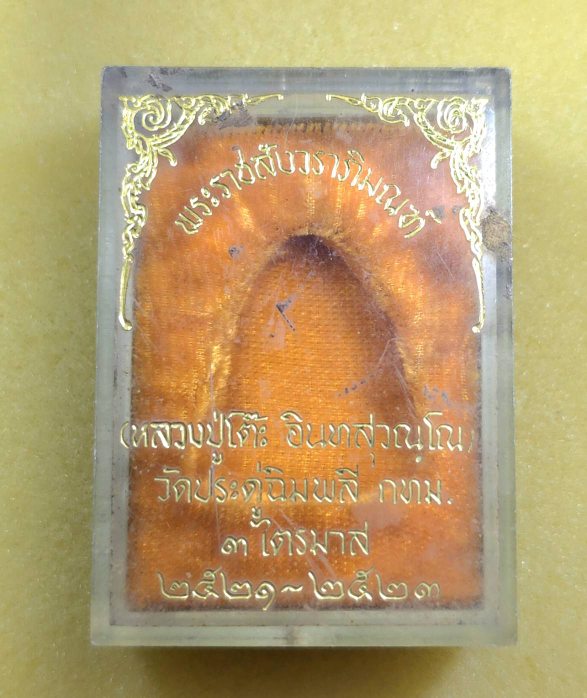 พระราชสังวราภิมณฑ์
(หลวงปู่โต๊ะ อินทสุวณฺโณ)
วัดประดู่ฉิมพลี กทม.
๓ ไตรมาส
๒๕๒๑~๒๕๒๓